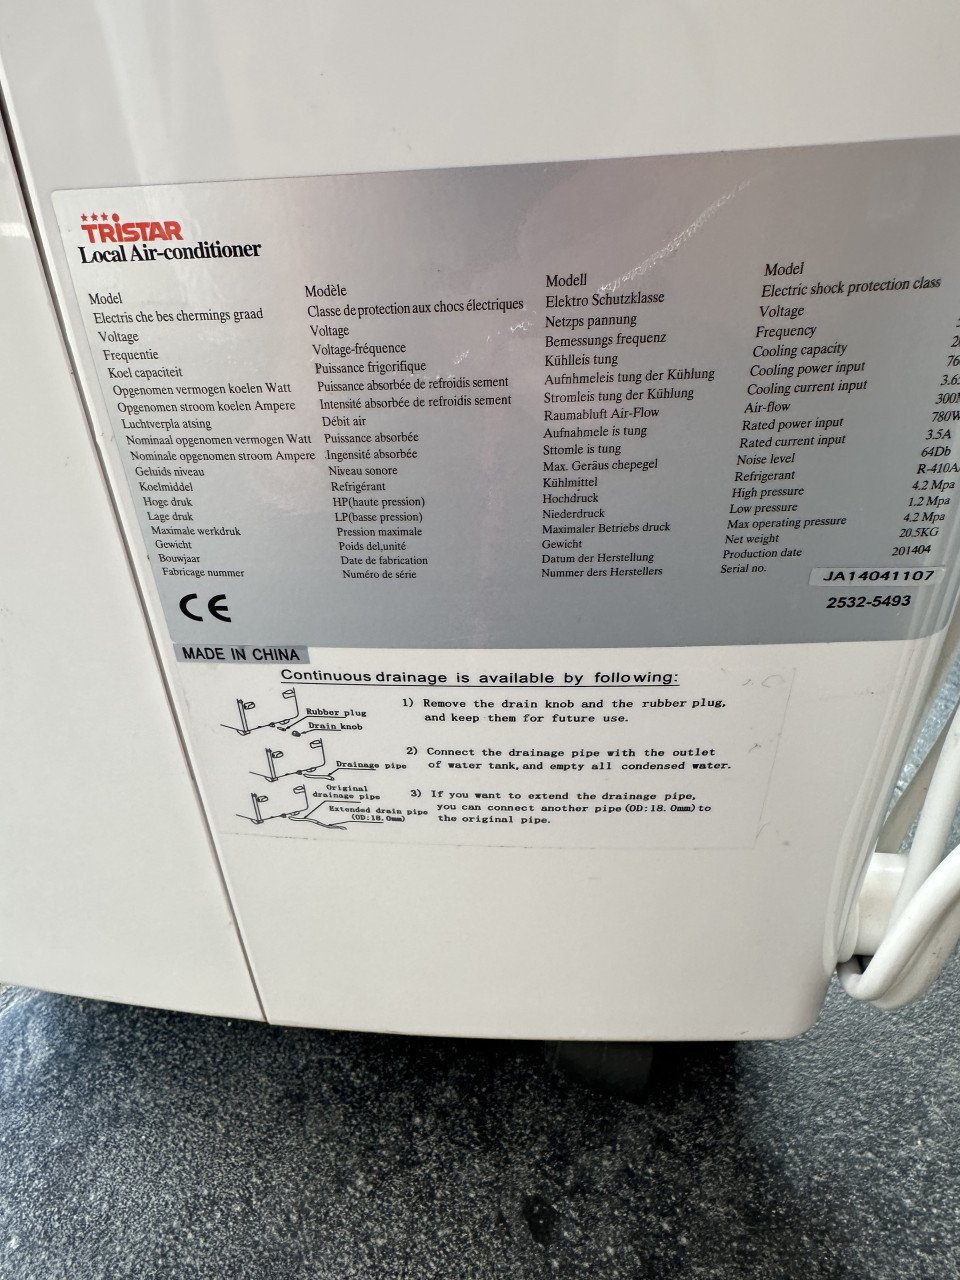 TRISTAR
Local Air-conditioner
Model
Electris che bes chermings graad
Voltage
Frequentie
Koel capaciteit
Opgenomen vermogen koelen Watt
Opgenomen stroom koelen Ampere
Luchtverpla atsing
Nominaal opgenomen vermogen Watt
Nominale opgenomen stroom Ampere
Geluids niveau
Koelmiddel
Hoge druk
Lage druk
Maximale werkdruk
Gewicht
Bouwjaar
Fabricage nummer
Modèle
Classe de protection aux chocs électriques
Voltage
Voltage-fréquence
Puissance frigorifique
Puissance absorbée de refroidis sement
Intensité absorbée de refroidis sement
Débit air
Puissance absorbée
Ingensité absorbée
Niveau sonore
Refrigérant
HP(haute pression)
LP(basse pression)
Pression maximale
Poids del,unité
Date de fabrication
Numéro de série
Modell
Elektro Schutzklasse
Netzps pannung
Bemessungs frequenz
Kühlleis tung
Aufnhmeleis tung der Kühlung
Stromleis tung der Kühlung
Raumabluft Air-Flow
Aufnahmele is tung
Sttomle is tung
Max. Geräus chepegel
Kühlmittel
Hochdruck
Niederdruck
Maximaler Betriebs druck
Gewicht
Datum der Herstellung
Nummer ders Herstellers
Model
Electric shock protection class
Voltage
Frequency
Cooling capacity
Cooling power input
Cooling current input
Air-flow
Rated power input 780W
Rated current input 3.5A
Noise level 64Db
Refrigerant R-410A
High pressure 4.2 Mpa
Low pressure 1.2 Mpa
Max operating pressure 4.2 Mpa
Net weight 20.5KG
Production date 201404
Serial no. JA14041107
2532-5493
CE
MADE IN CHINA
Continuous drainage is available by following:
Rubber plug
Drain knob
1) Remove the drain knob and the rubber plug,
and keep them for future use.
Drainage pipe
2) Connect the drainage pipe with the outlet
of water tank, and empty all condensed water.
Original
drainage pipe
Extended drain pipe
(OD:18.0mm)
3) If you want to extend the drainage pipe,
you can connect another pipe (OD:18.0mm) to
the original pipe.